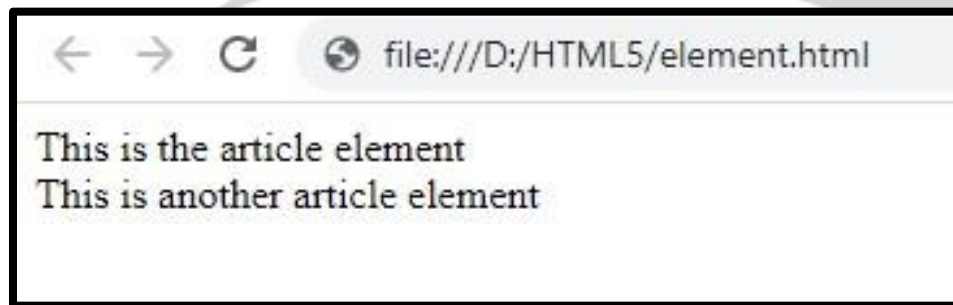 file:///D:/HTML5/element.html
This is the article element
This is another article element